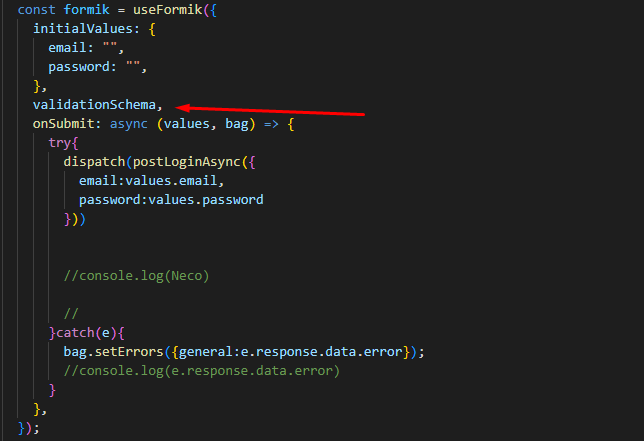 const formik = useFormik({
initialValues: {
email: "",
password: "",
},
validationSchema,
onSubmit: async (values, bag) => {
try{
dispatch(postLoginAsync({
email:values.email,
password:values.password
}))
//console.log(Neco)
//
}catch(e){
bag.setErrors({general:e.response.data.error});
//console.log(e.response.data.error)
}
},
});